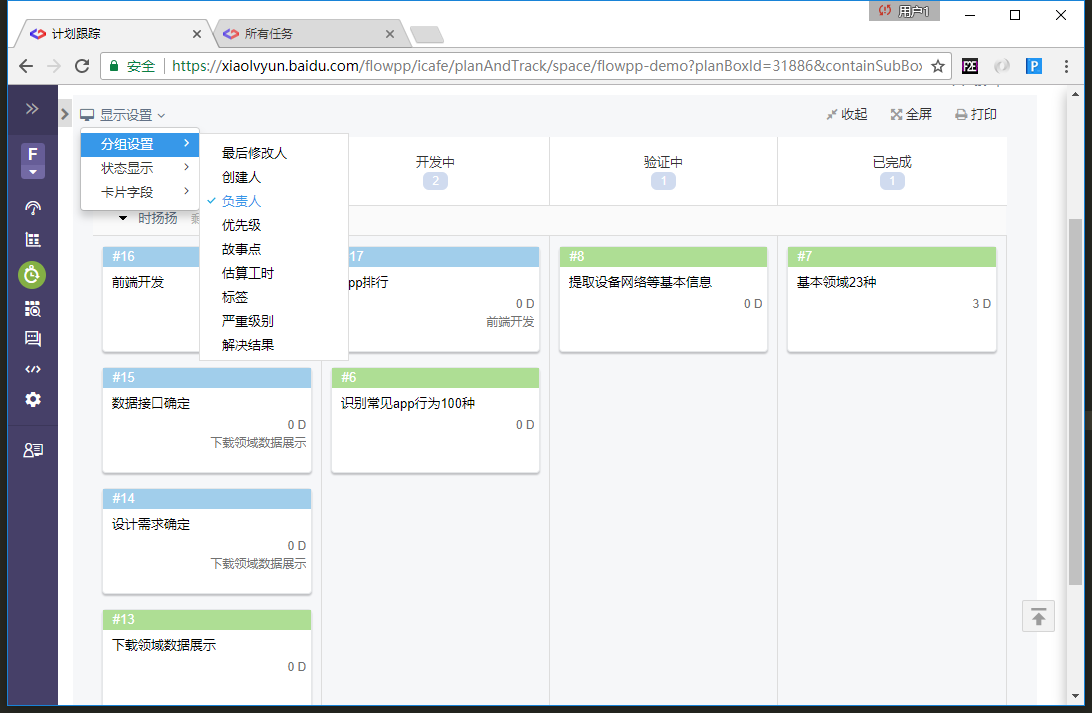 用户1
计划跟踪
所有任务
安全 https://xiaolvyun.baidu.com/flowpp/icafe/planAndTrack/space/flowpp-demo?planBoxId=31886&containSubBox
F2E
P
显示设置
收起 全屏 打印
F
分组设置
状态显示
卡片字段
最后修改人
创建人
负责人
优先级
故事点
估算工时
标签
严重级别
解决结果
开发中
2
验证中
1
已完成
1
时扬扬
#16
前端开发
17
pp排行
0 D
前端开发
#8
提取设备网络等基本信息
0 D
#7
基本领域23种
3 D
#15
数据接口确定
0 D
下载领域数据展示
#6
识别常见app行为100种
0 D
#14
设计需求确定
0 D
下载领域数据展示
#13
下载领域数据展示
0 D